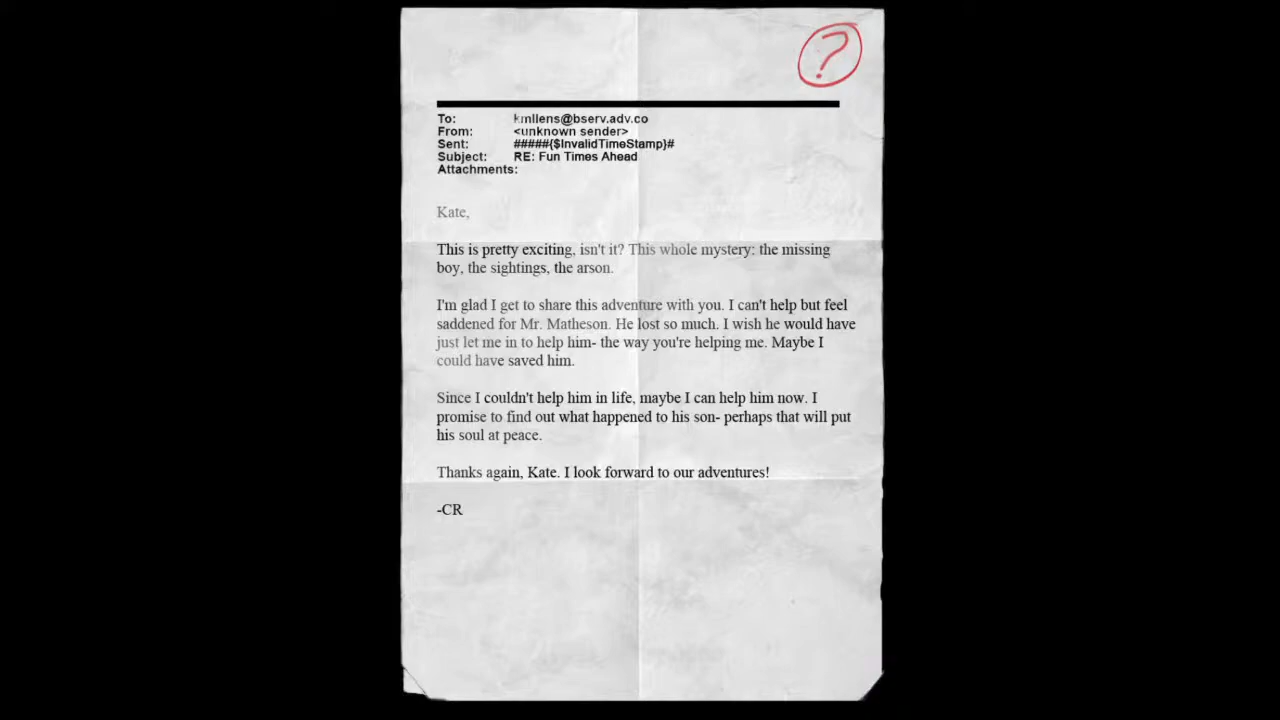 ?
To: kmllens@bserv.adv.co
From: <unknown sender>
Sent: #####{$InvalidTimeStamp}#
Subject: RE: Fun Times Ahead
Attachments:
Kate,
This is pretty exciting, isn't it? This whole mystery: the missing
boy, the sightings, the arson.
I'm glad I get to share this adventure with you. I can't help but feel
saddened for Mr. Matheson. He lost so much. I wish he would have
just let me in to help him- the way you're helping me. Maybe I
could have saved him.
Since I couldn't help him in life, maybe I can help him now. I
promise to find out what happened to his son- perhaps that will put
his soul at peace.
Thanks again, Kate. I look forward to our adventures!
-CR